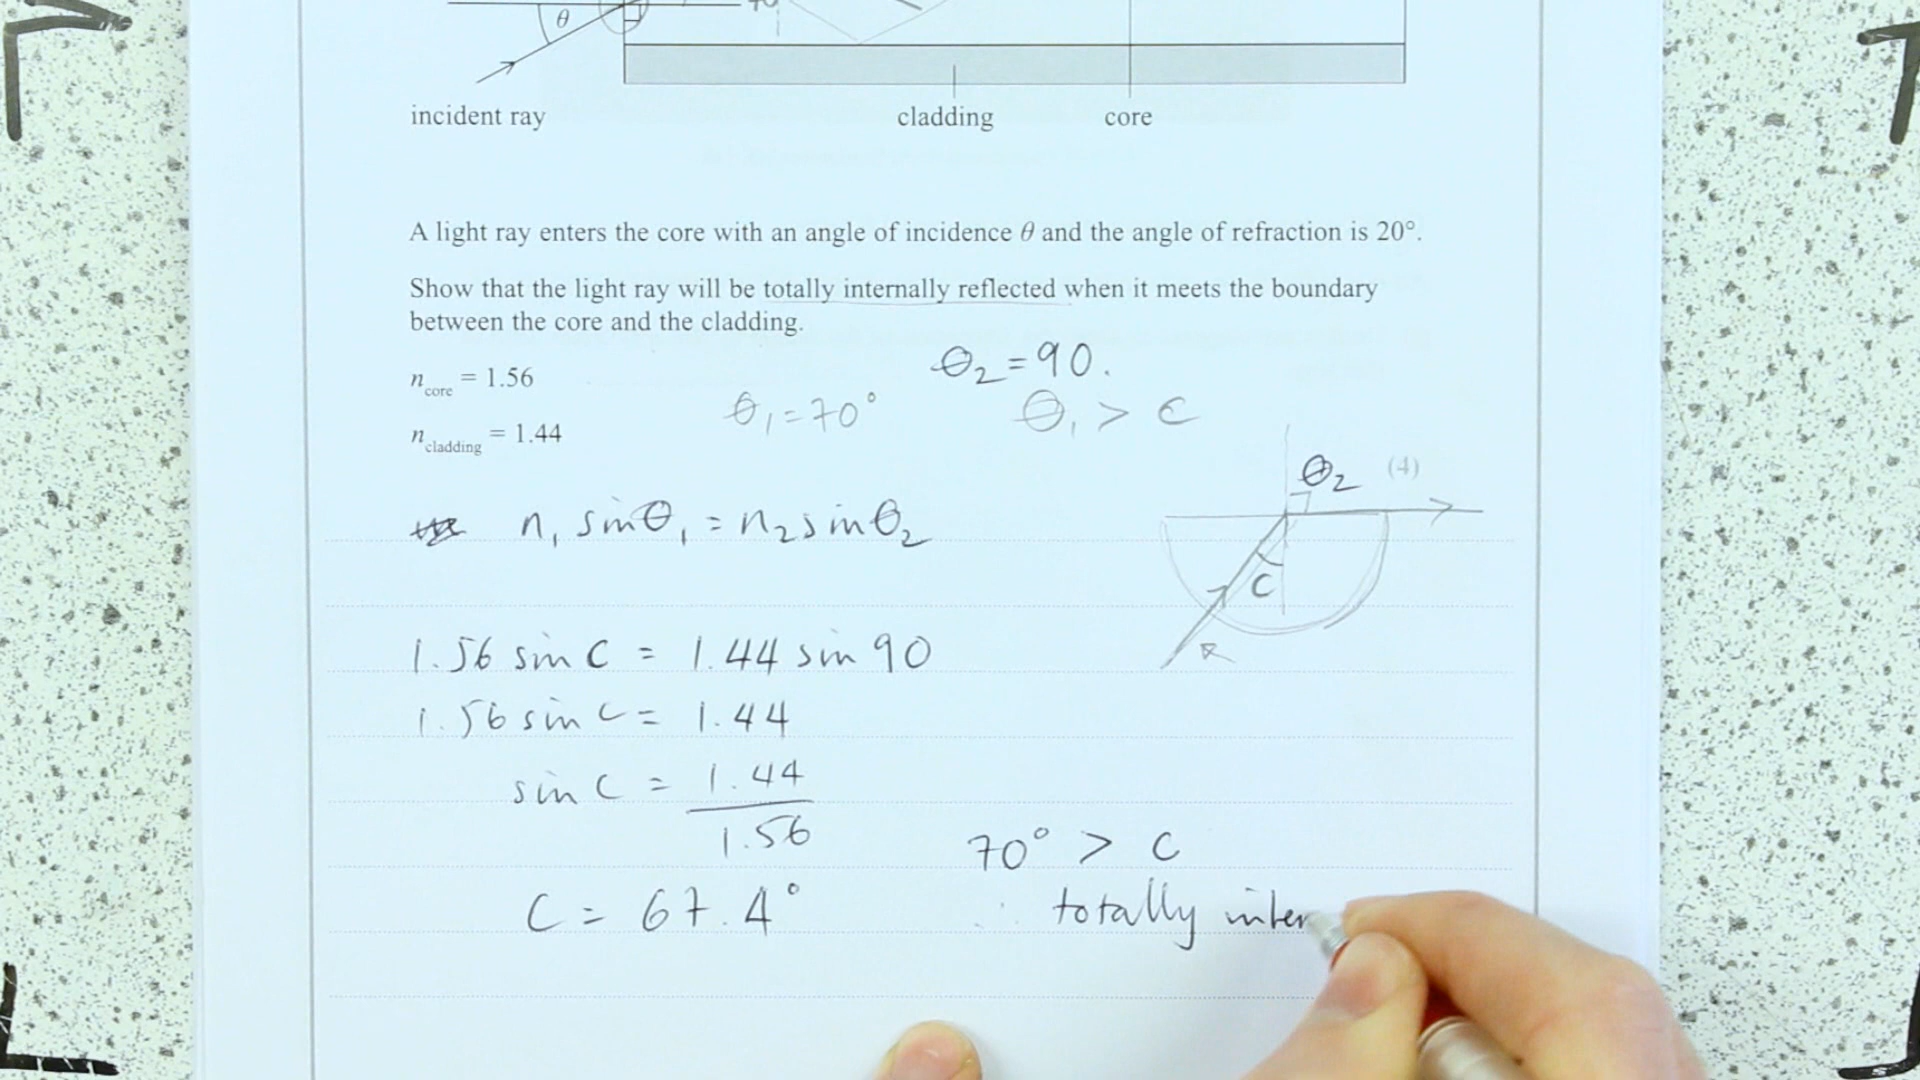 θ
incident ray
cladding
core
A light ray enters the core with an angle of incidence θ and the angle of refraction is 20°.
Show that the light ray will be totally internally reflected when it meets the boundary
between the core and the cladding.
n core = 1.56
n cladding = 1.44
θ₂ = 90.
θ₁ = 70°
θ₁ > C
θ₂
(4)
C
n₁ sinθ₁ = n₂ sinθ₂
1.56 sin C = 1.44 sin 90
1.56 sin C = 1.44
sin C = 1.44
1.56
70° > C
C = 67.4°
∴ totally inter